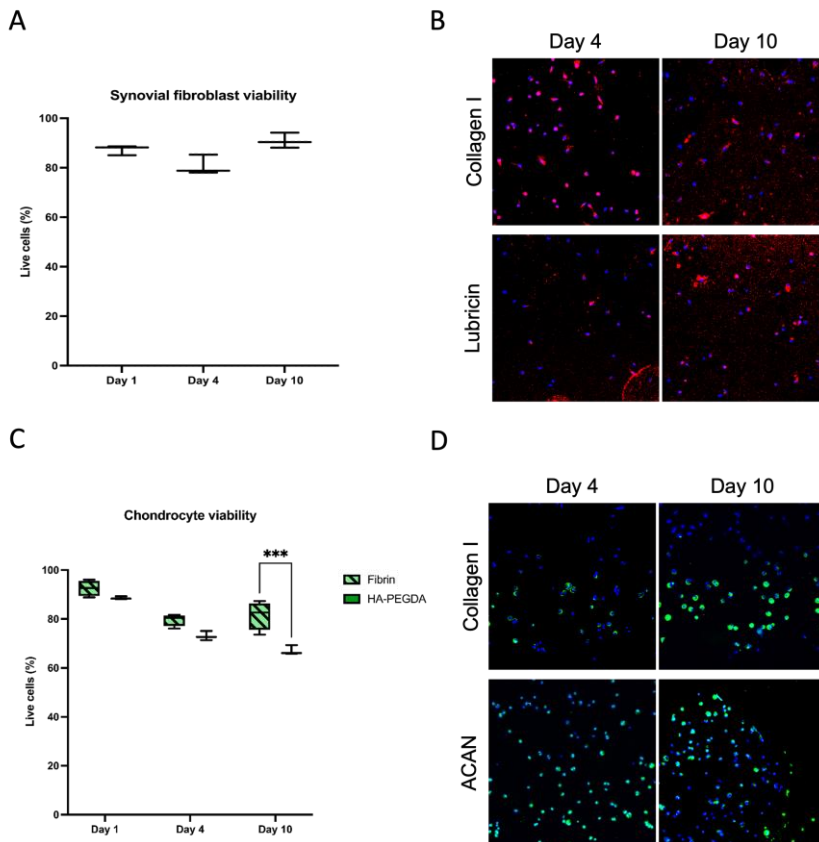 A
Synovial fibroblast viability
100
80
60
40
20
0
Live cells (%)
Day 1
Day 4
Day 10
B
Day 4
Day 10
Collagen I
Lubricin
C
Chondrocyte viability
100
80
60
40
20
0
Live cells (%)
***
Fibrin
HA-PEGDA
Day 1
Day 4
Day 10
D
Day 4
Day 10
Collagen I
ACAN